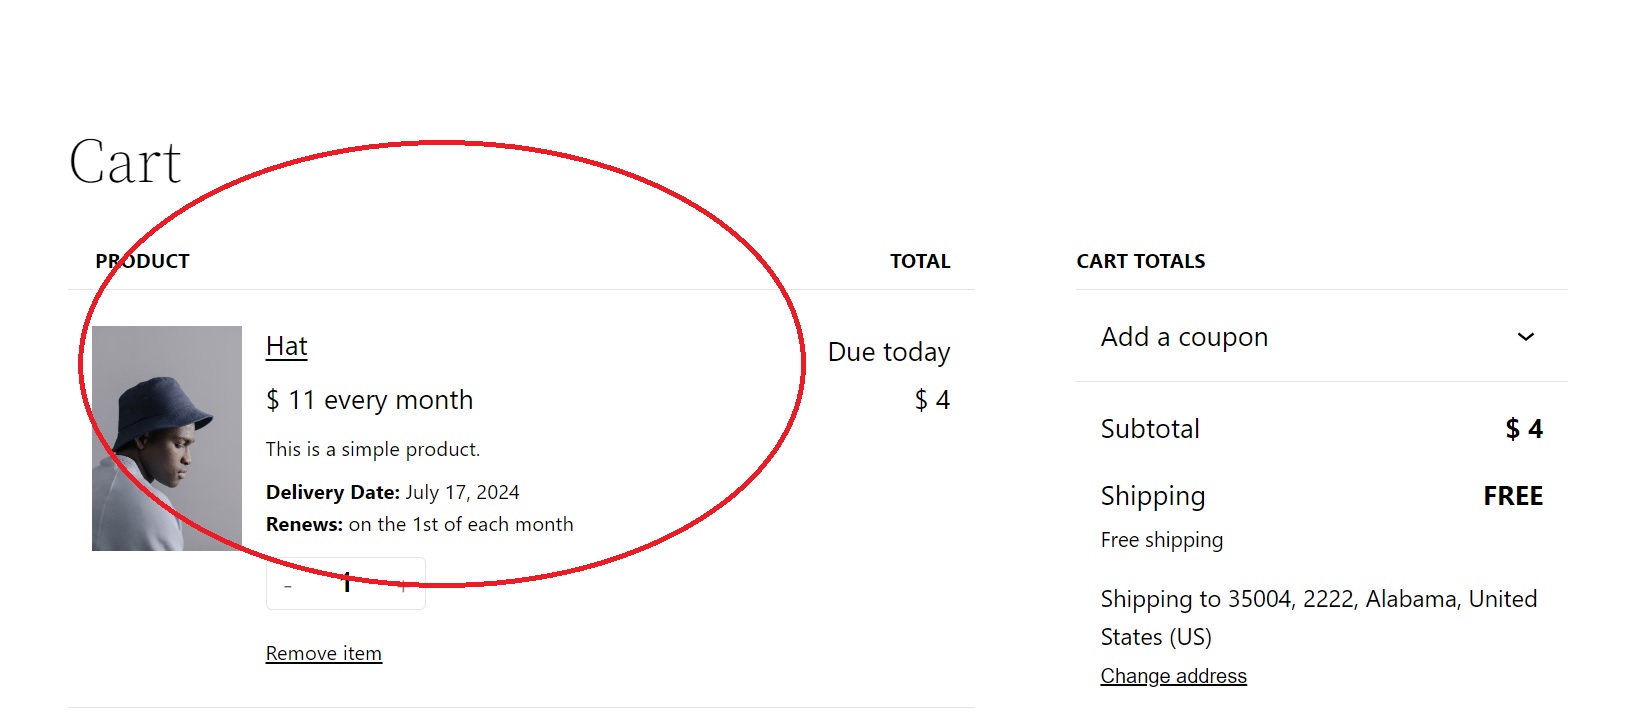 Cart
PRODUCT
TOTAL
Hat
$ 11 every month
This is a simple product.
Delivery Date: July 17, 2024
Renews: on the 1st of each month
- 1 +
Remove item
Due today
$ 4
CART TOTALS
Add a coupon
Subtotal $ 4
Shipping FREE
Free shipping
Shipping to 35004, 2222, Alabama, United
States (US)
Change address